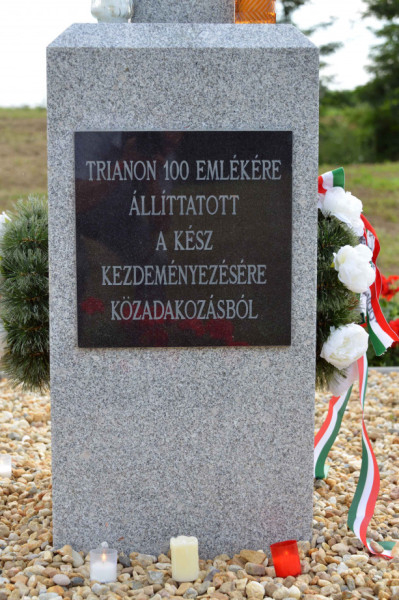 TRIANON 100 EMLÉKÉRE
ÁLLÍTTATOTT
A KÉSZ
KEZDEMÉNYEZÉSÉRE
KÖZADAKOZÁSBÓL